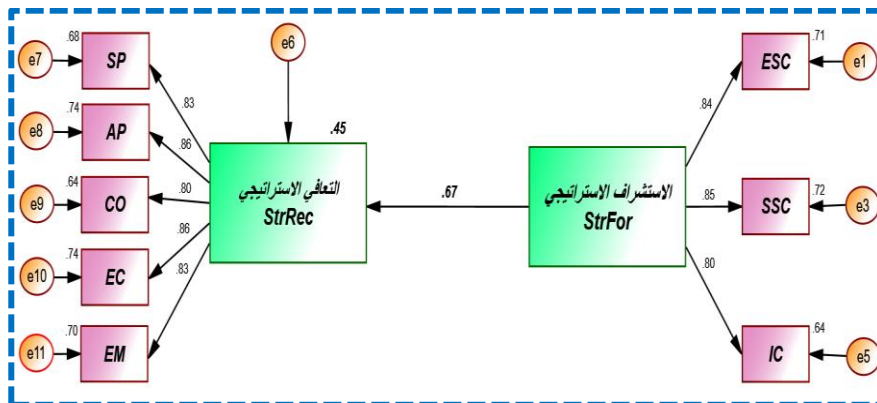 e6
.68
e7
SP
.83
.74
e8
AP
.86
.64
e9
CO
.80
.74
e10
EC
.86
.70
e11
EM
.83
.45
التعافي الاستراتيجي
StrRec
.67
الاستشراف الاستراتيجي
StrFor
.84
.71
ESC
e1
.85
.72
SSC
e3
.80
.64
IC
e5